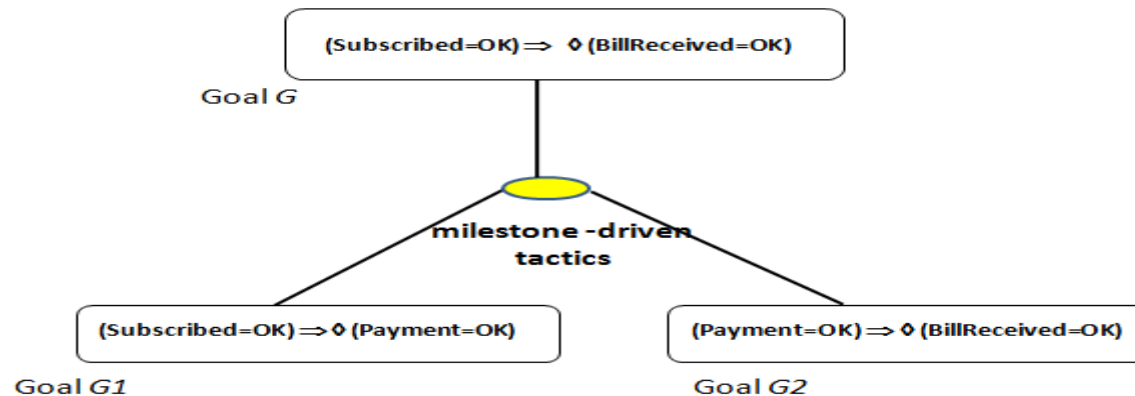 (Subscribed=OK)⇒ ◊(BillReceived=OK)
Goal G
milestone -driven
tactics
(Subscribed=OK)⇒◊(Payment=OK)
(Payment=OK)⇒◊(BillReceived=OK)
Goal G1
Goal G2